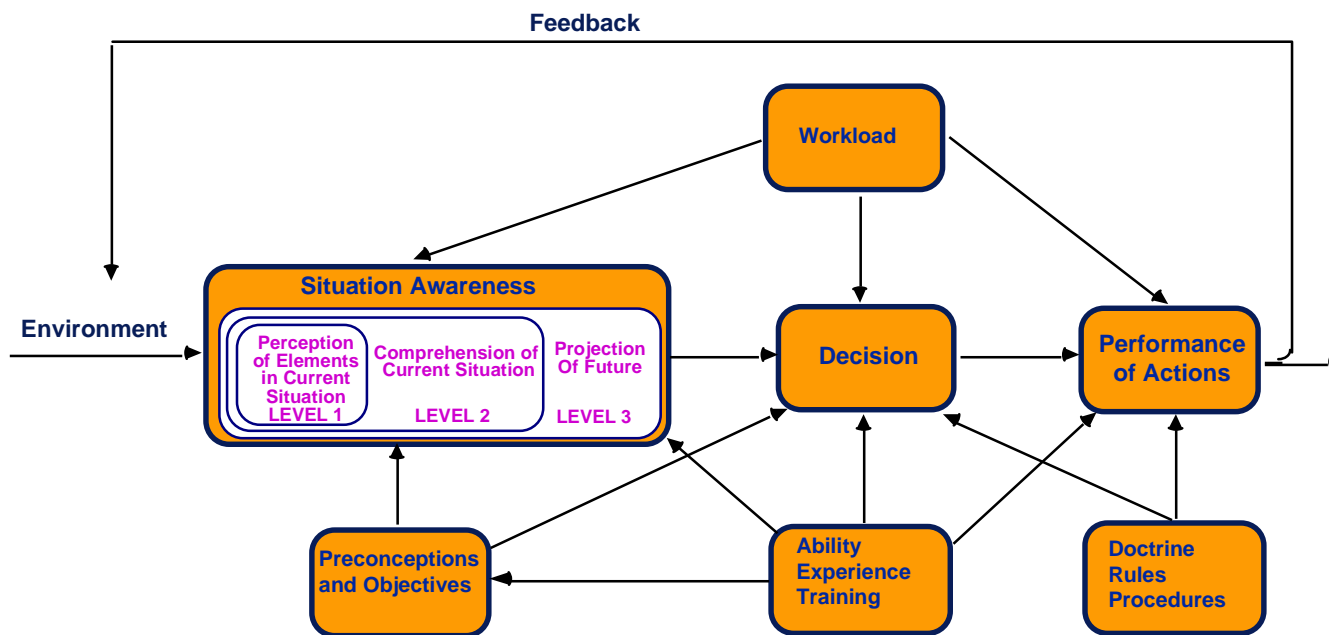 Feedback
Workload
Situation Awareness
Environment
Perception
of Elements
in Current
Situation
LEVEL 1
Comprehension of
Current Situation
LEVEL 2
Projection
Of Future
LEVEL 3
Decision
Performance
of Actions
Preconceptions
and Objectives
Ability
Experience
Training
Doctrine
Rules
Procedures